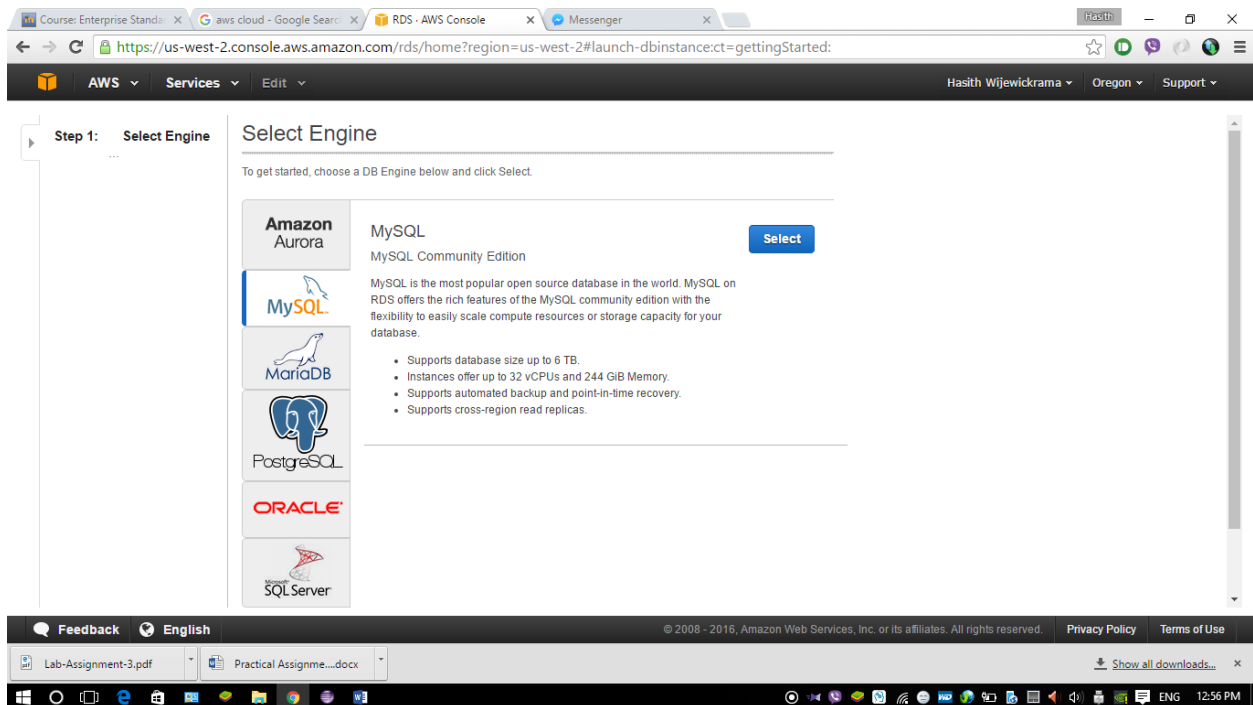 Course: Enterprise Standa
aws cloud - Google Searc
RDS · AWS Console
Messenger
Hasith
https://us-west-2.console.aws.amazon.com/rds/home?region=us-west-2#launch-dbinstance:ct=gettingStarted:
AWS
Services
Edit
Hasith Wijewickrama
Oregon
Support
Step 1: Select Engine
...
Select Engine
To get started, choose a DB Engine below and click Select.
Amazon
Aurora
MySQL
MariaDB
PostgreSQL
ORACLE
Microsoft
SQL Server
MySQL
Select
MySQL Community Edition
MySQL is the most popular open source database in the world. MySQL on
RDS offers the rich features of the MySQL community edition with the
flexibility to easily scale compute resources or storage capacity for your
database.
• Supports database size up to 6 TB.
• Instances offer up to 32 vCPUs and 244 GiB Memory.
• Supports automated backup and point-in-time recovery.
• Supports cross-region read replicas.
Feedback
English
© 2008 - 2016, Amazon Web Services, Inc. or its affiliates. All rights reserved.
Privacy Policy
Terms of Use
Lab-Assignment-3.pdf
Practical Assignme....docx
Show all downloads...
ENG
12:56 PM